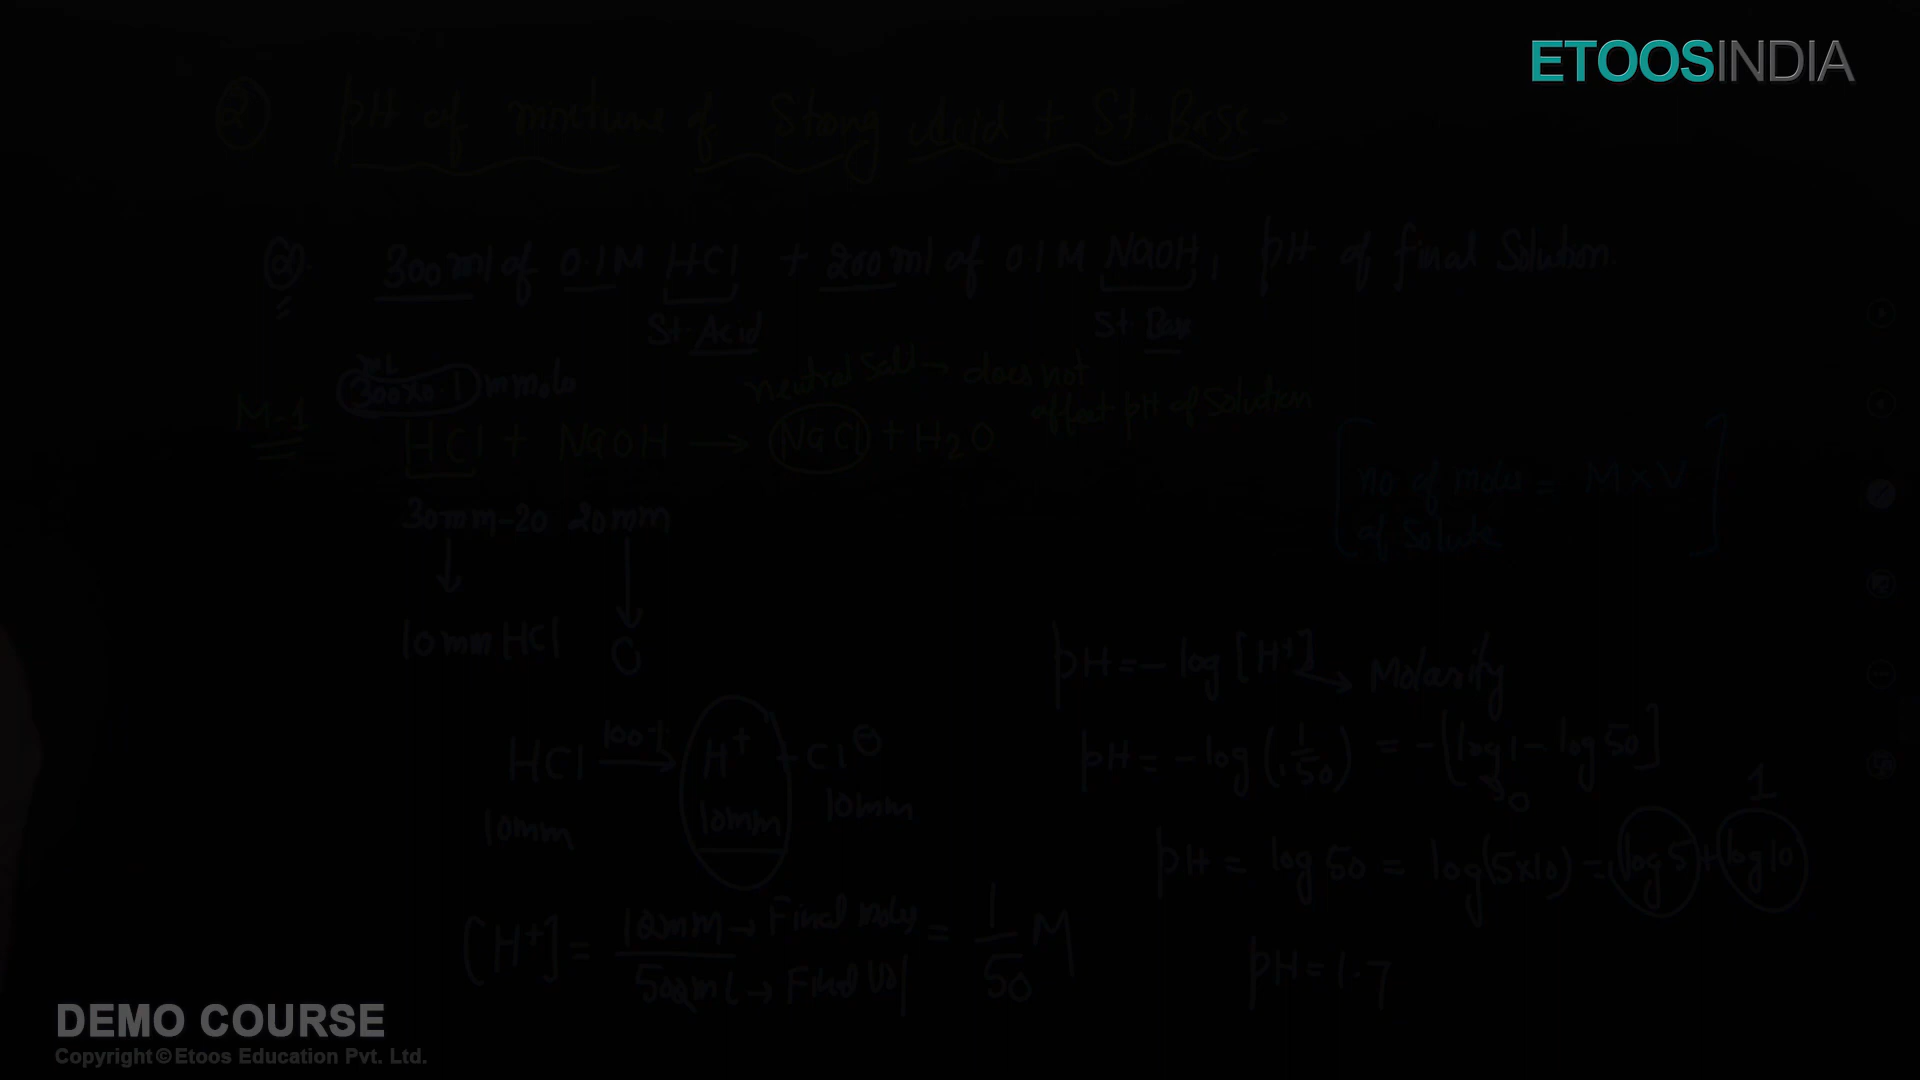 ETOOSINDIA
② pH of mixture of Strong Acid + St. Base -
Q. 300 ml of 0.1 M HCl + 200 ml of 0.1 M NaOH, pH of final Solution.
St. Acid St. Base
300x0.1 mmole neutral Salt → does not
affect pH of Solution
M-1 HCl + NaOH → NaCl + H₂O
30mm-20 20mm
[no of moles = M×V
of Solute]
10 mm HCl 0
pH = - log [H⁺] → Molarity
HCl 100% → H⁺ + Cl⊖
10mm 10mm 10mm
pH = - log (1/50) = - [log 1 - log 50]
0
1
pH = log 50 = log(5x10) = log 5 + log 10
[H⁺] = 10mm → Final moles / 500ml → Final Vol = 1/50 M
pH = 1.7
DEMO COURSE
Copyright © Etoos Education Pvt. Ltd.